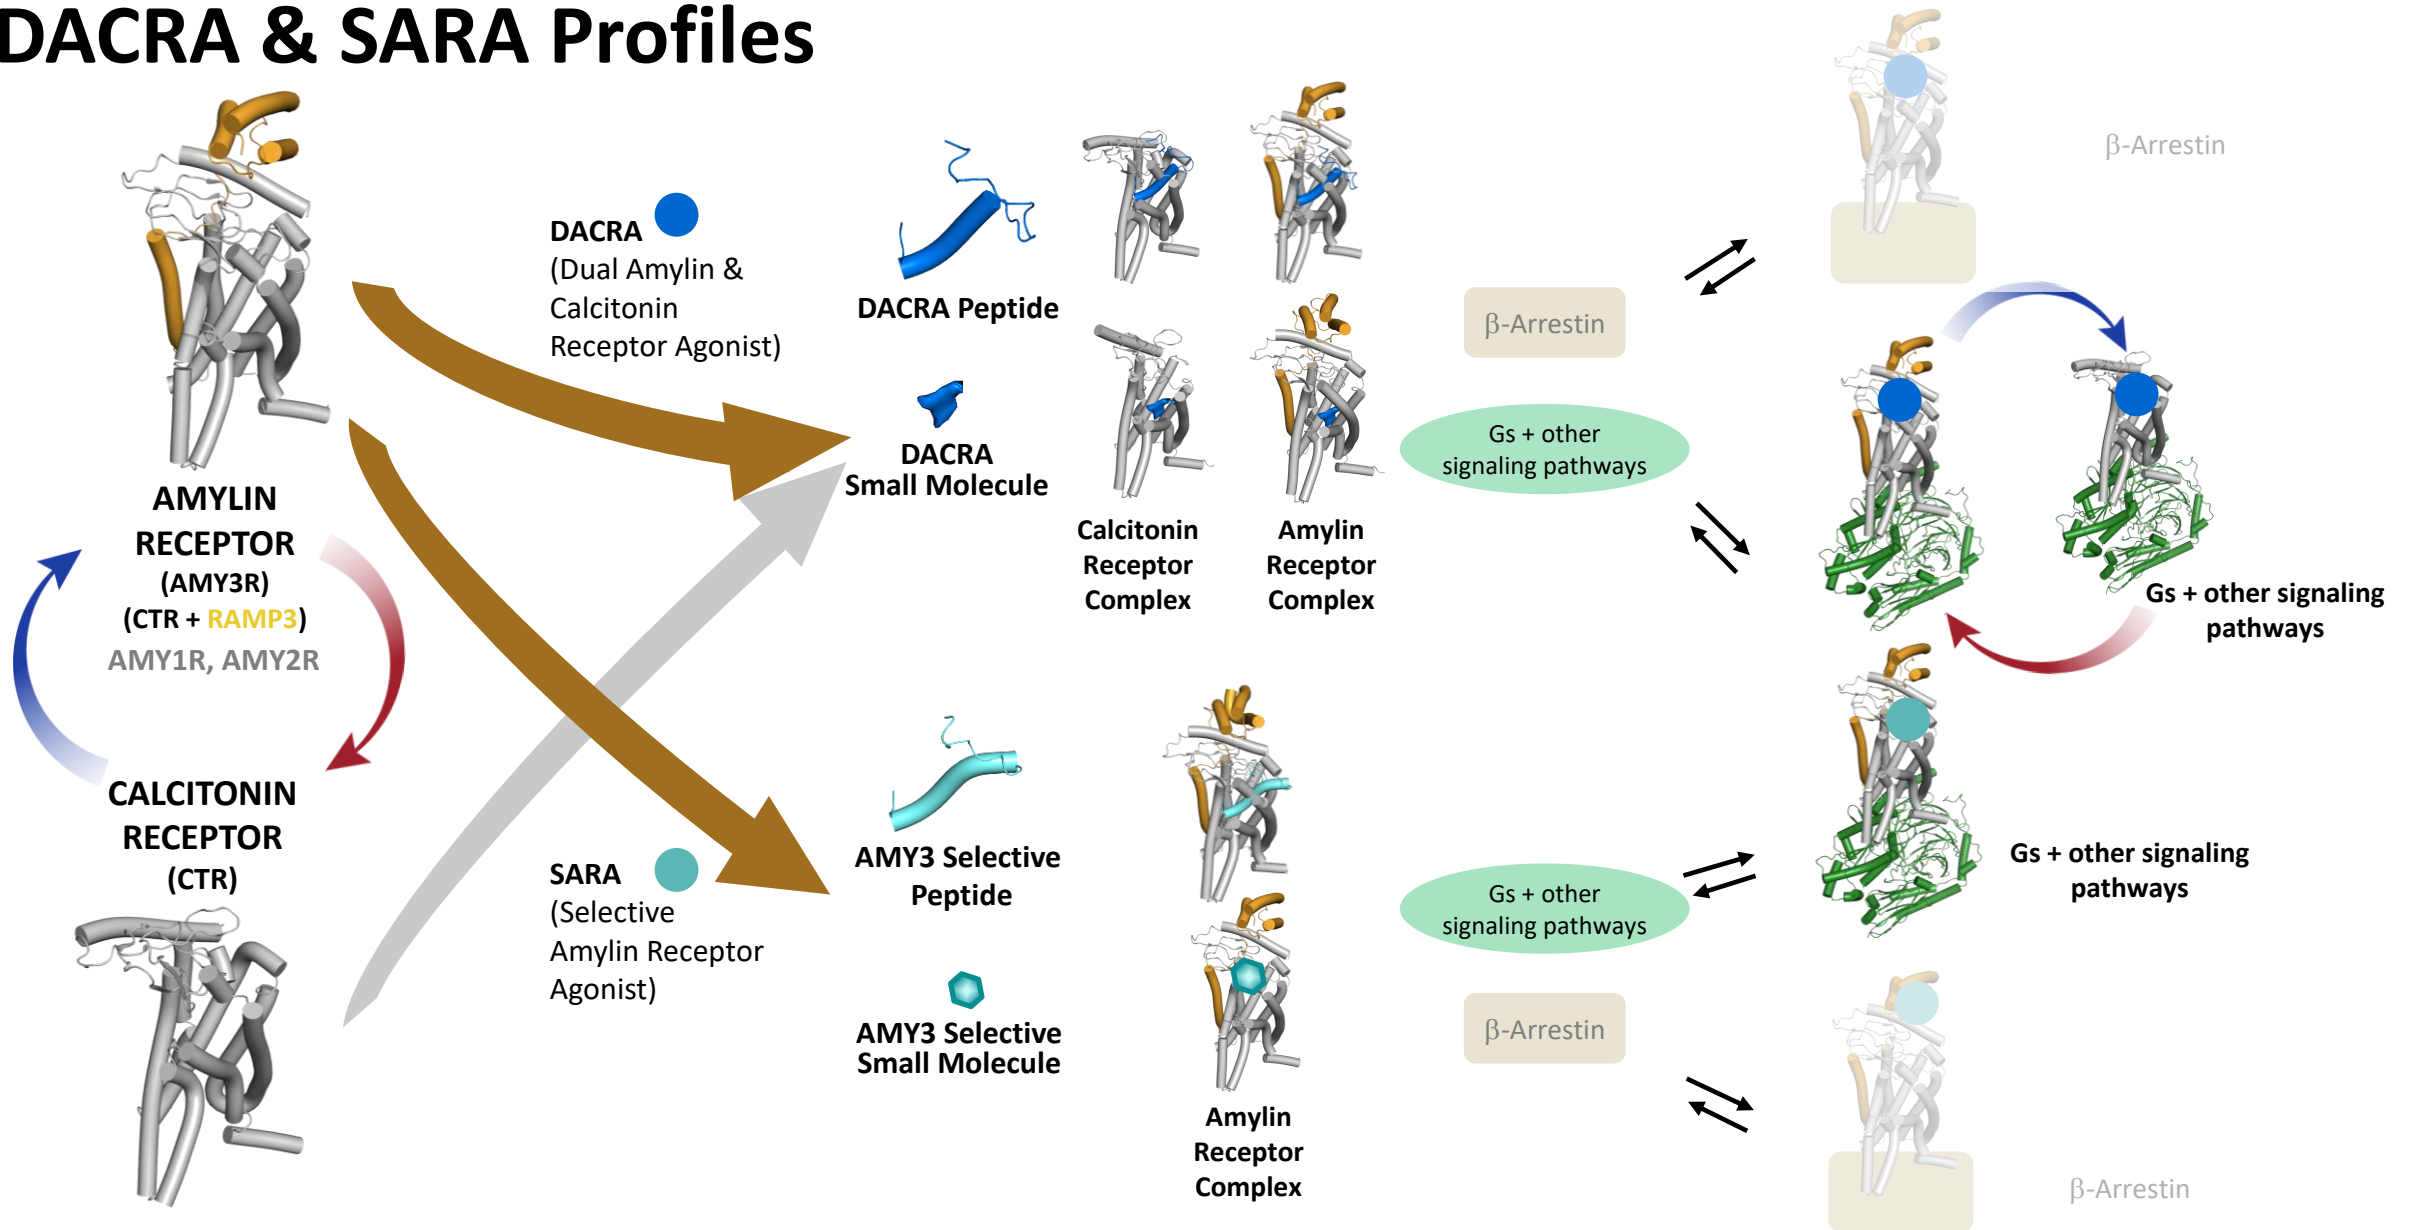 DACRA & SARA Profiles
AMYLIN
RECEPTOR
(AMY3R)
(CTR + RAMP3)
AMY1R, AMY2R
CALCITONIN
RECEPTOR
(CTR)
DACRA
(Dual Amylin &
Calcitonin
Receptor Agonist)
SARA
(Selective
Amylin Receptor
Agonist)
DACRA Peptide
DACRA
Small Molecule
Calcitonin
Receptor
Complex
Amylin
Receptor
Complex
AMY3 Selective
Peptide
AMY3 Selective
Small Molecule
Amylin
Receptor
Complex
β-Arrestin
Gs + other
signaling pathways
Gs + other
signaling pathways
β-Arrestin
β-Arrestin
Gs + other signaling
pathways
Gs + other signaling
pathways
β-Arrestin